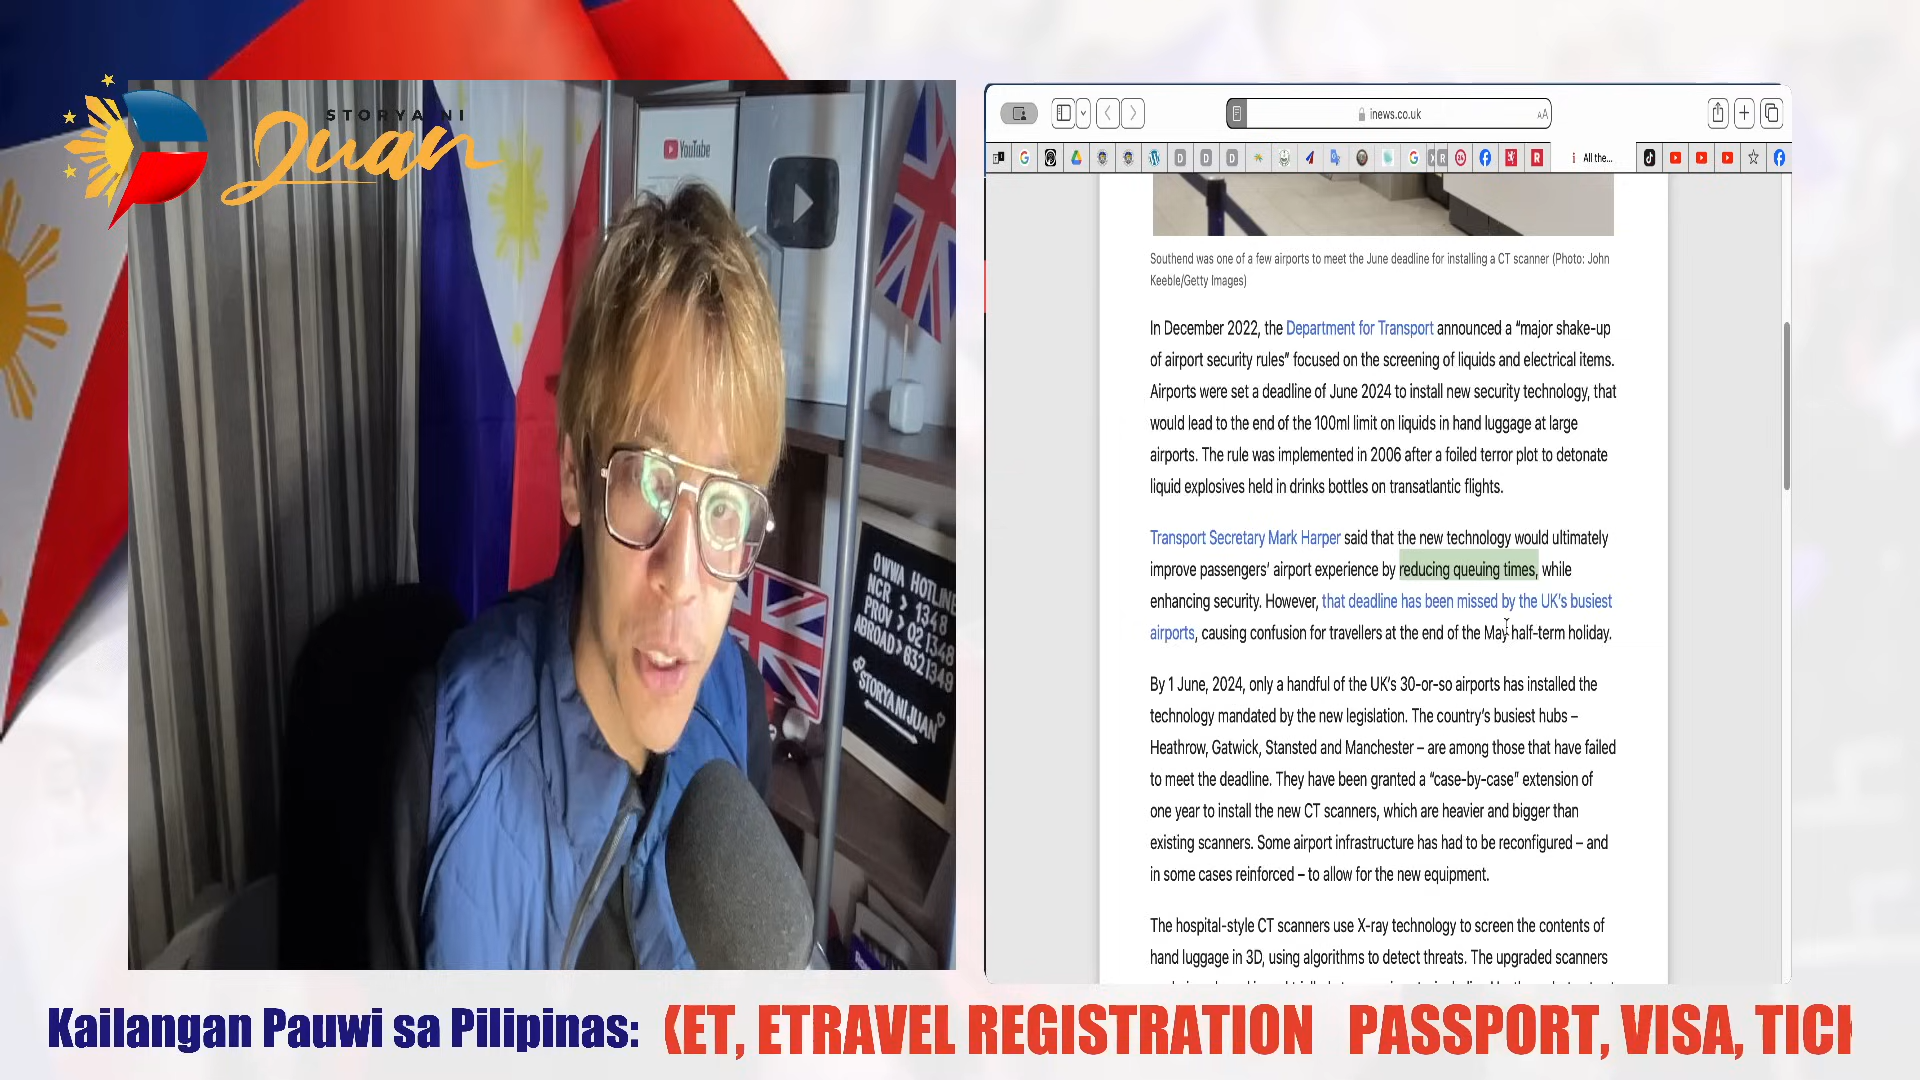 STORYA NI
Juan
YouTube
OWWA HOTLINE
NCR > 1348
PROV > 02 1348
ABROAD > 6321348
STORYANIJUAN
inews.co.uk
AA
All the...
Southend was one of a few airports to meet the June deadline for installing a CT scanner (Photo: John
Keeble/Getty Images)
In December 2022, the Department for Transport announced a “major shake-up
of airport security rules” focused on the screening of liquids and electrical items.
Airports were set a deadline of June 2024 to install new security technology, that
would lead to the end of the 100ml limit on liquids in hand luggage at large
airports. The rule was implemented in 2006 after a foiled terror plot to detonate
liquid explosives held in drinks bottles on transatlantic flights.
Transport Secretary Mark Harper said that the new technology would ultimately
improve passengers’ airport experience by reducing queuing times, while
enhancing security. However, that deadline has been missed by the UK’s busiest
airports, causing confusion for travellers at the end of the May half-term holiday.
By 1 June, 2024, only a handful of the UK’s 30-or-so airports has installed the
technology mandated by the new legislation. The country’s busiest hubs –
Heathrow, Gatwick, Stansted and Manchester – are among those that have failed
to meet the deadline. They have been granted a “case-by-case” extension of
one year to install the new CT scanners, which are heavier and bigger than
existing scanners. Some airport infrastructure has had to be reconfigured – and
in some cases reinforced – to allow for the new equipment.
The hospital-style CT scanners use X-ray technology to screen the contents of
hand luggage in 3D, using algorithms to detect threats. The upgraded scanners
Kailangan Pauwi sa Pilipinas: KET, ETRAVEL REGISTRATION PASSPORT, VISA, TICK